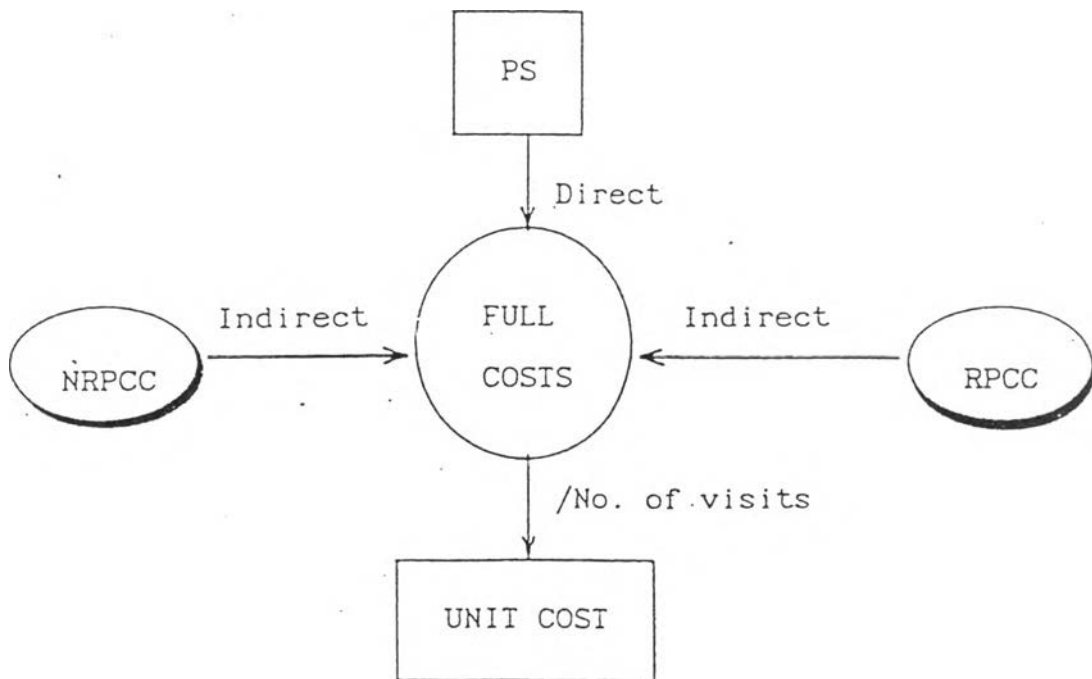 PS
Direct
Indirect
FULL
COSTS
Indirect
NRPCC
RPCC
/No. of visits
UNIT COST